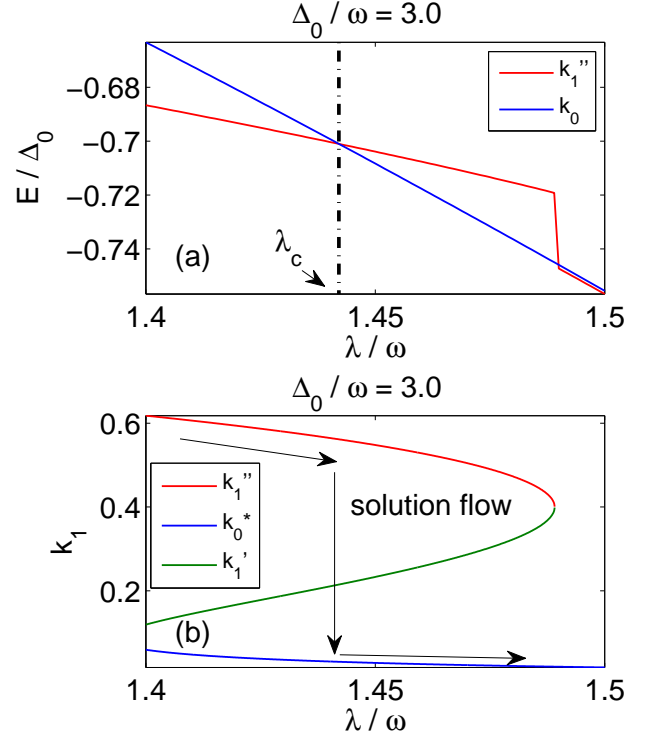 Δ₀ / ω = 3.0
E / Δ₀
−0.68
−0.7
−0.72
−0.74
k₁''
k₀
(a)
λc
1.4 1.45 1.5
λ / ω
Δ₀ / ω = 3.0
k₁
0.6
0.4
0.2
k₁''
k₀*
k₁'
solution flow
(b)
1.4 1.45 1.5
λ / ω